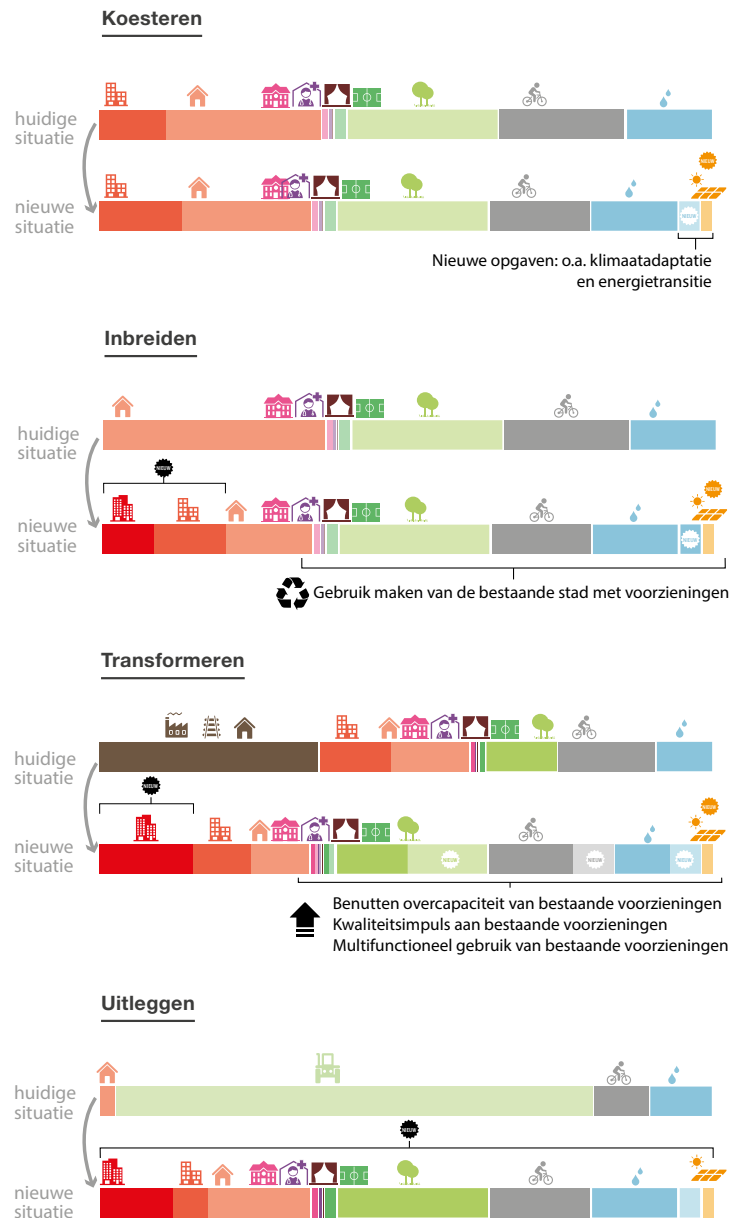 Koesteren
huidige
situatie
NIEUW
nieuwe
situatie
NIEUW
Nieuwe opgaven: o.a. klimaatadaptatie
en energietransitie
Inbreiden
huidige
situatie
NIEUW
NIEUW
nieuwe
situatie
NIEUW
Gebruik maken van de bestaande stad met voorzieningen
Transformeren
huidige
situatie
NIEUW
NIEUW
nieuwe
situatie
NIEUW
NIEUW
NIEUW
Benutten overcapaciteit van bestaande voorzieningen
Kwaliteitsimpuls aan bestaande voorzieningen
Multifunctioneel gebruik van bestaande voorzieningen
Uitleggen
huidige
situatie
NIEUW
nieuwe
situatie